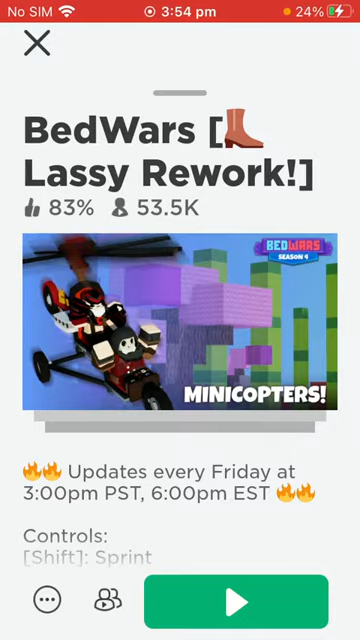 No SIM 3:54 pm 24%
BedWars [👢
Lassy Rework!]
83% 53.5K
BEDWARS
SEASON 4
MINICOPTERS!
🔥🔥 Updates every Friday at
3:00pm PST, 6:00pm EST 🔥🔥
Controls:
[Shift]: Sprint